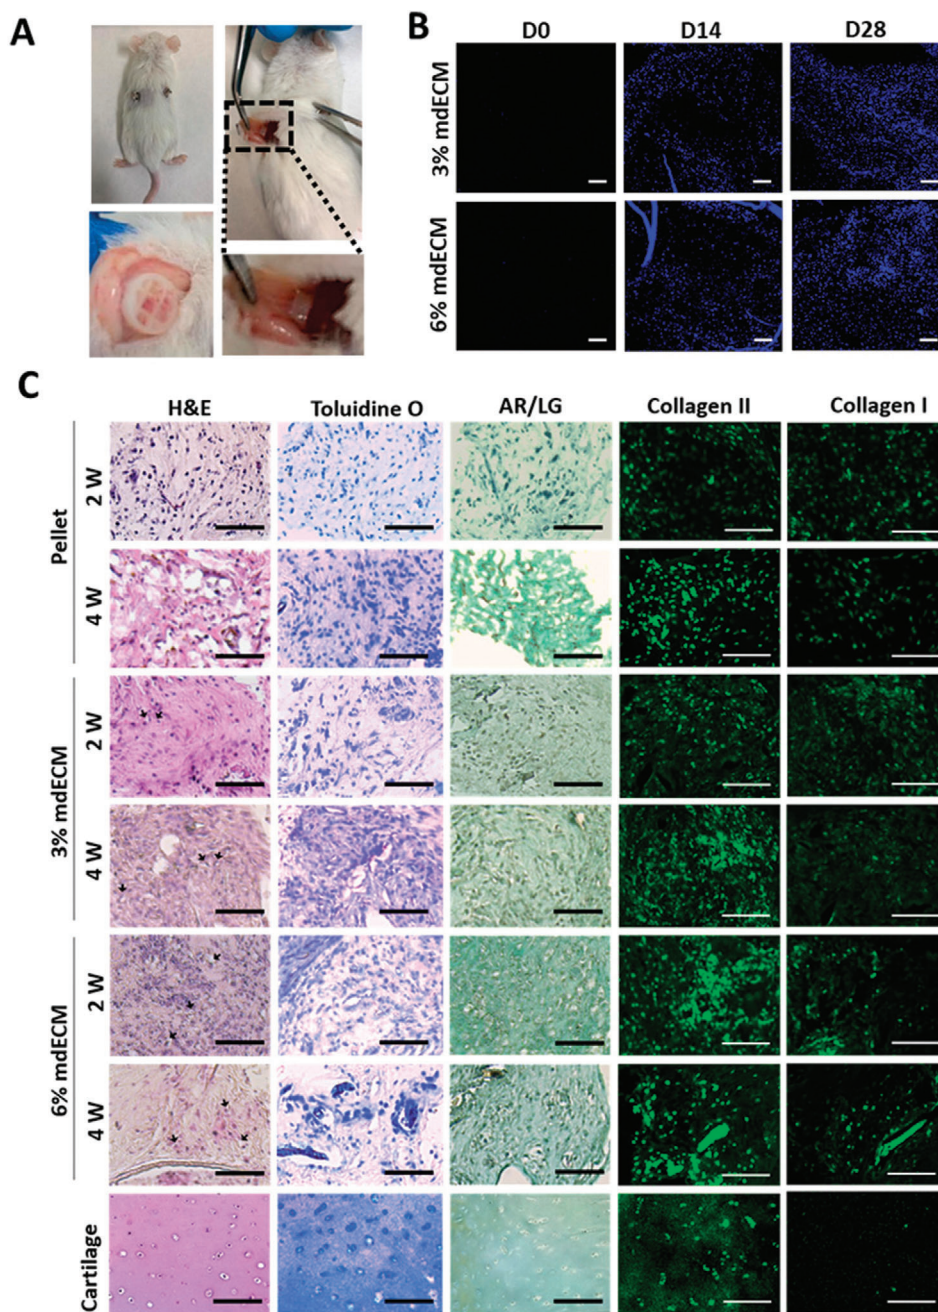 A
B
D0
D14
D28
3% mdECM
6% mdECM
C
H&E
Toluidine O
AR/LG
Collagen II
Collagen I
Pellet
2 W
4 W
3% mdECM
2 W
4 W
6% mdECM
2 W
4 W
Cartilage